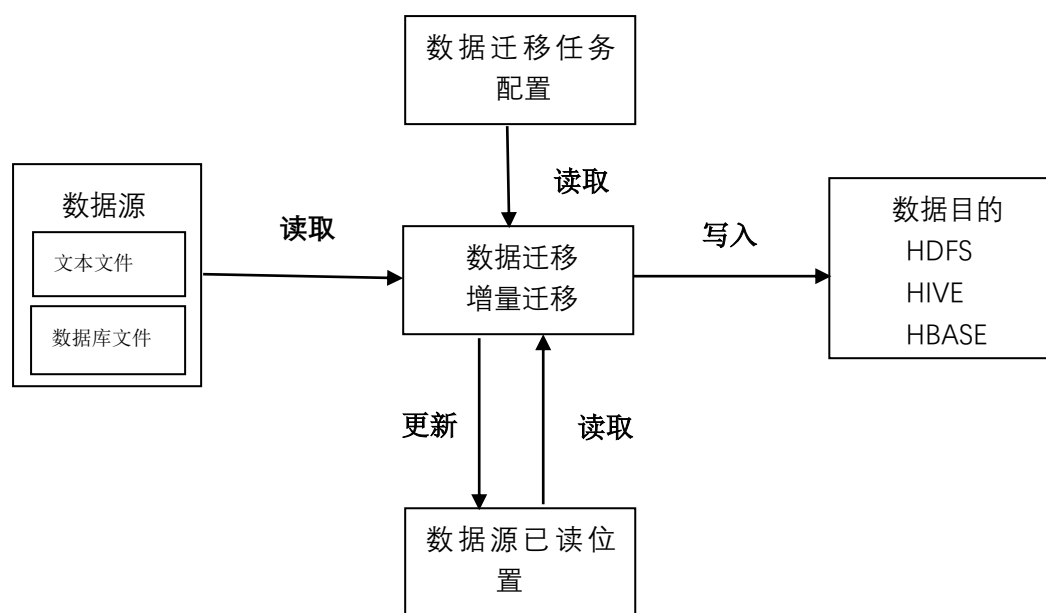 数据迁移任务
配置
读取
数据源
文本文件
数据库文件
读取
数据迁移
增量迁移
写入
数据目的
HDFS
HIVE
HBASE
更新
读取
数据源已读位
置